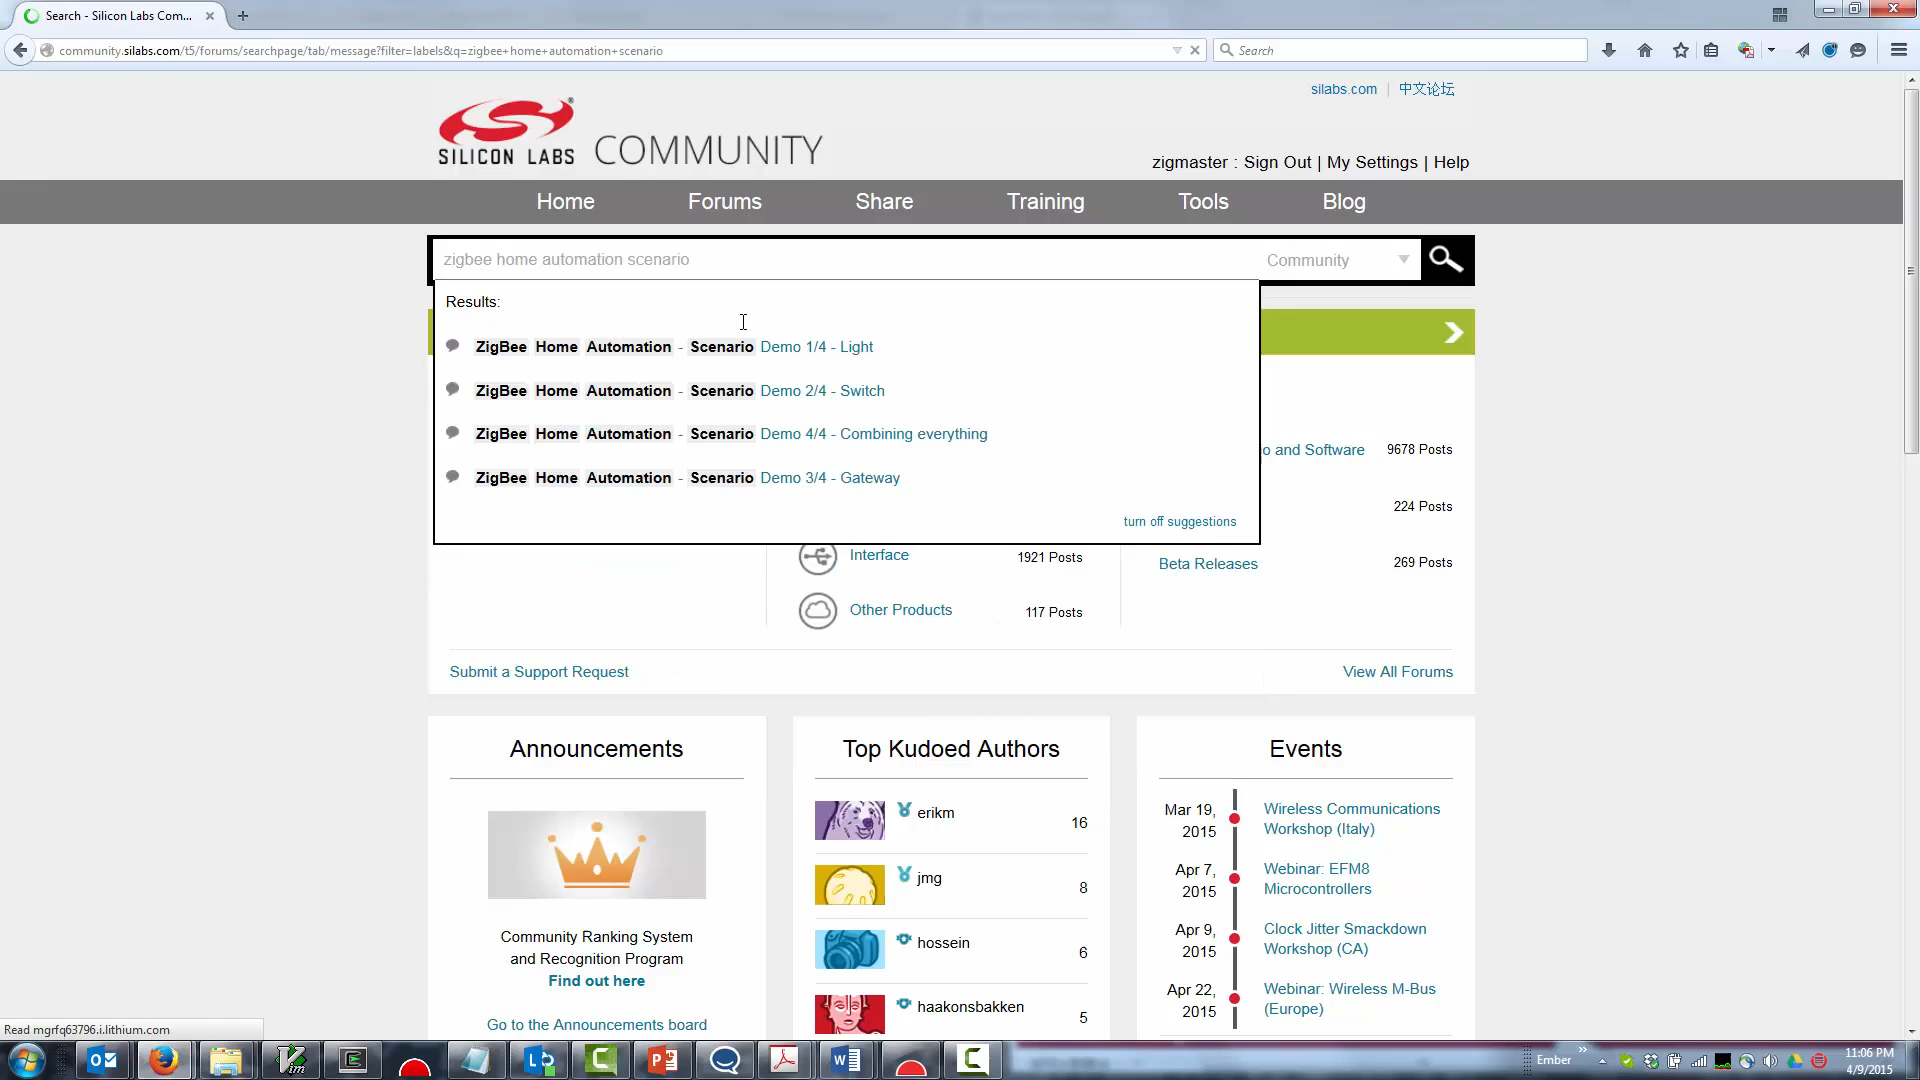 Search - Silicon Labs Com...
community.silabs.com/t5/forums/searchpage/tab/message?filter=labels&q=zigbee+home+automation+scenario
Search
silabs.com | 中文论坛
SILICON LABS COMMUNITY
zigmaster : Sign Out | My Settings | Help
Home Forums Share Training Tools Blog
zigbee home automation scenario Community
Results:
ZigBee Home Automation - Scenario Demo 1/4 - Light
ZigBee Home Automation - Scenario Demo 2/4 - Switch
ZigBee Home Automation - Scenario Demo 4/4 - Combining everything
o and Software 9678 Posts
ZigBee Home Automation - Scenario Demo 3/4 - Gateway
224 Posts
turn off suggestions
Interface 1921 Posts
Beta Releases 269 Posts
Other Products 117 Posts
Submit a Support Request
View All Forums
Announcements
Community Ranking System
and Recognition Program
Find out here
Go to the Announcements board
Top Kudoed Authors
erikm 16
jmg 8
hossein 6
haakonsbakken 5
Events
Mar 19, 2015 Wireless Communications
Workshop (Italy)
Apr 7, 2015 Webinar: EFM8
Microcontrollers
Apr 9, 2015 Clock Jitter Smackdown
Workshop (CA)
Apr 22, 2015 Webinar: Wireless M-Bus
(Europe)
Read mgrfq63796.i.lithium.com
Ember
11:06 PM
4/9/2015